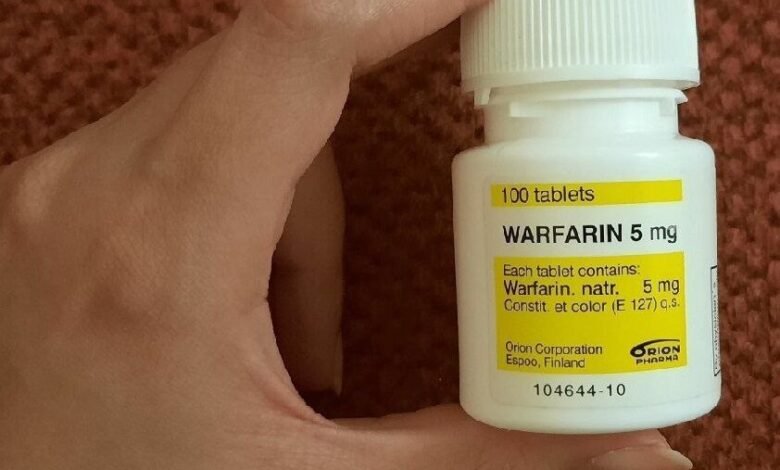 100 tablets
WARFARIN 5 mg
Each tablet contains:
Warfarin. natr. 5 mg
Constit. et color (E 127) q.s.
Orion Corporation
Espoo, Finland
ORION
PHARMA
104644-10